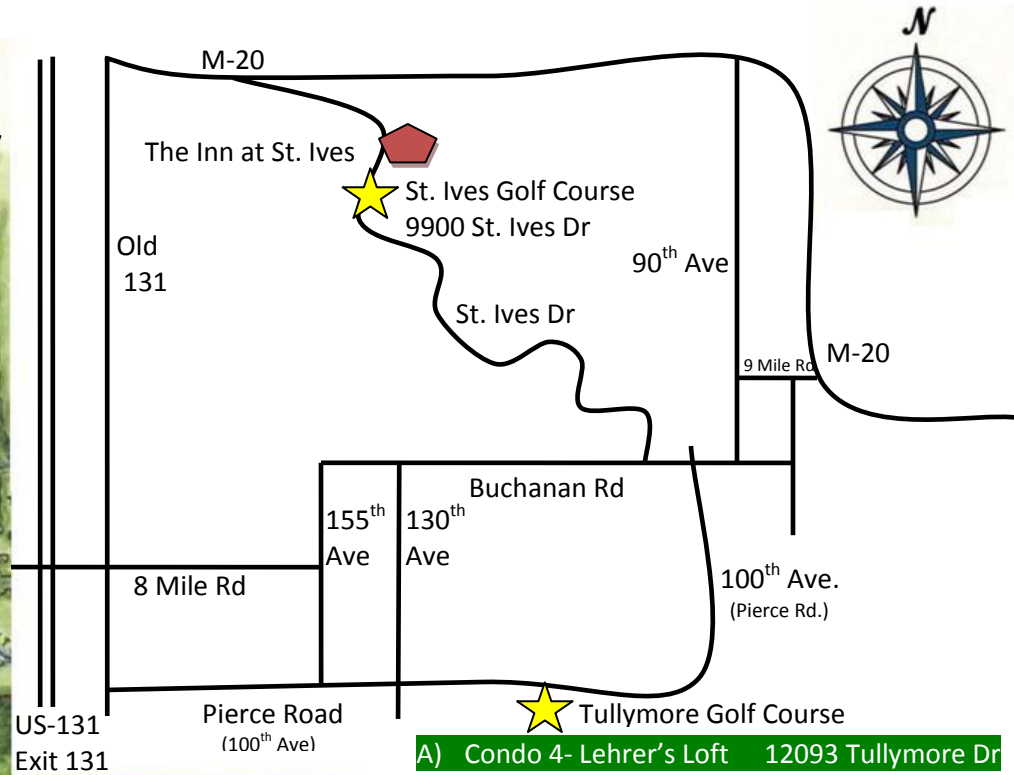 N
M-20
The Inn at St. Ives
St. Ives Golf Course
9900 St. Ives Dr
Old
131
90th Ave
St. Ives Dr
9 Mile Rd
M-20
Buchanan Rd
155th
Ave
130th
Ave
8 Mile Rd
100th Ave.
(Pierce Rd.)
Pierce Road
(100th Ave)
Tullymore Golf Course
US-131
Exit 131
A) Condo 4- Lehrer’s Loft 12093 Tullymore Dr